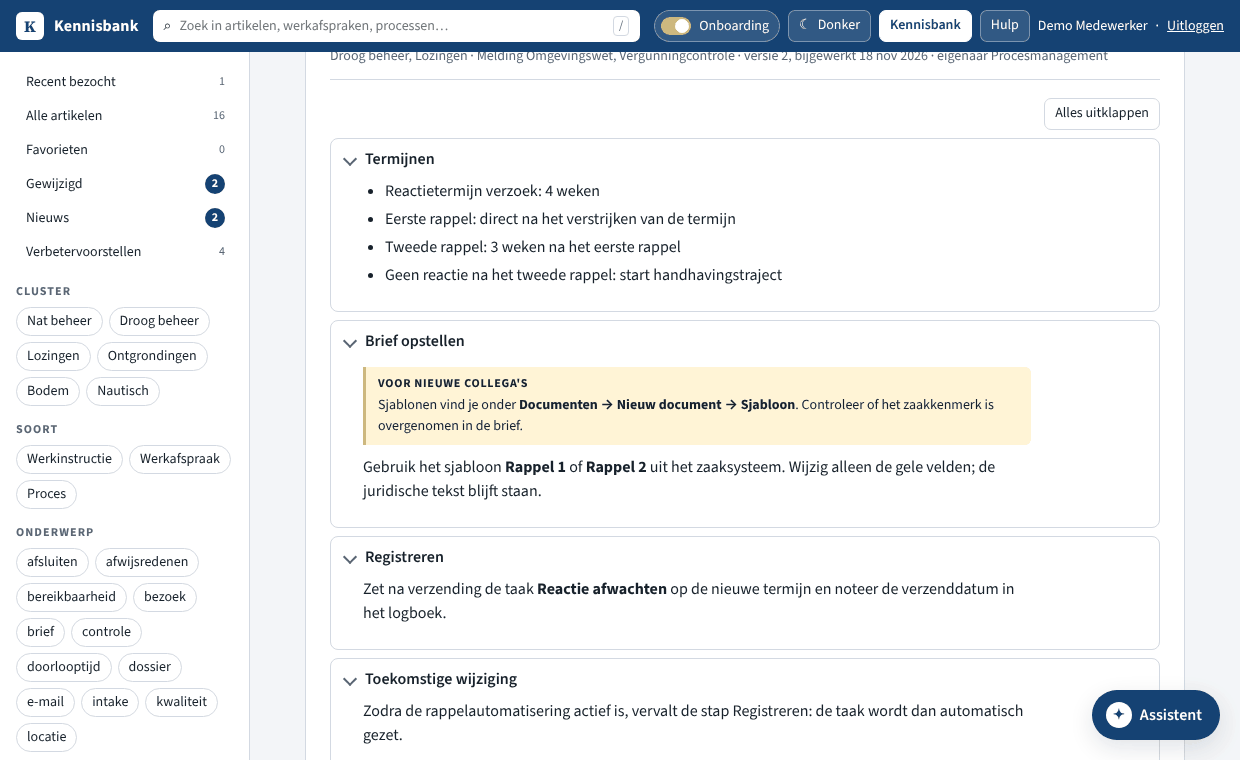 K Kennisbank
Zoek in artikelen, werkafspraken, processen…
/
Onboarding
☾ Donker
Kennisbank
Hulp
Demo Medewerker · Uitloggen
Recent bezocht 1
Alle artikelen 16
Favorieten 0
Gewijzigd 2
Nieuws 2
Verbetervoorstellen 4
CLUSTER
Nat beheer Droog beheer
Lozingen Ontgrondingen
Bodem Nautisch
SOORT
Werkinstructie Werkafspraak
Proces
ONDERWERP
afsluiten afwijsredenen
bereikbaarheid bezoek
brief controle
doorlooptijd dossier
e-mail intake kwaliteit
locatie
Droog beheer, Lozingen · Melding Omgevingswet, Vergunningcontrole · versie 2, bijgewerkt 18 nov 2026 · eigenaar Procesmanagement
Alles uitklappen
Termijnen
• Reactietermijn verzoek: 4 weken
• Eerste rappel: direct na het verstrijken van de termijn
• Tweede rappel: 3 weken na het eerste rappel
• Geen reactie na het tweede rappel: start handhavingstraject
Brief opstellen
VOOR NIEUWE COLLEGA'S
Sjablonen vind je onder Documenten → Nieuw document → Sjabloon. Controleer of het zaakkenmerk is
overgenomen in de brief.
Gebruik het sjabloon Rappel 1 of Rappel 2 uit het zaaksysteem. Wijzig alleen de gele velden; de
juridische tekst blijft staan.
Registreren
Zet na verzending de taak Reactie afwachten op de nieuwe termijn en noteer de verzenddatum in
het logboek.
Toekomstige wijziging
Zodra de rappelautomatisering actief is, vervalt de stap Registreren: de taak wordt dan automatisch
gezet.
✦ Assistent